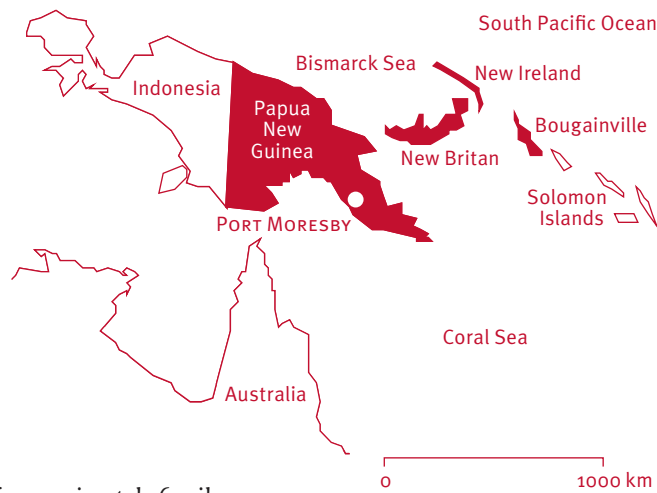 South Pacific Ocean
Bismarck Sea
New Ireland
Indonesia
Papua
New
Guinea
Bougainville
New Britan
Solomon
Islands
Port Moresby
Coral Sea
Australia
0 1000 km